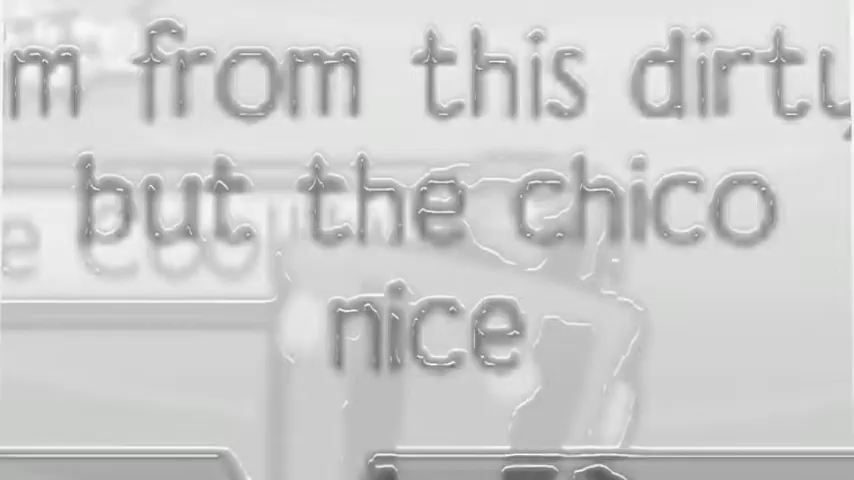 m from this dirty
but the chico
nice